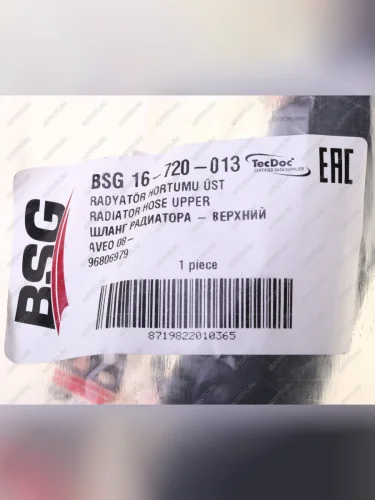 BSG
BSG 16-720-013
TecDoc
CERTIFIED DATA SUPPLIER
EAC
RADYATÖR HORTUMU ÜST
RADIATOR HOSE UPPER
ШЛАНГ РАДИАТОРА - ВЕРХНИЙ
AVEO 08-
96806979
1 piece
8719822010365